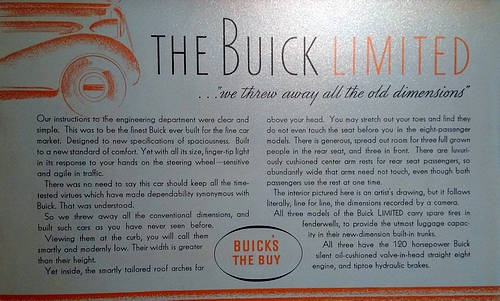 THE BUICK LIMITED
..."we threw away all the old dimensions"
Our instructions to the engineering department were clear and
simple. This was to be the finest Buick ever built for the fine car
market. Designed to new specifications of spaciousness. Built
to a new standard of comfort. Yet with all its size, finger-tip light
in its response to your hands on the steering wheel—sensitive
and agile in traffic.
There was no need to say this car should keep all the time-
tested virtues which have made dependability synonymous with
Buick. That was understood.
So we threw away all the conventional dimensions, and
built such cars as you have never seen before.
Viewing them at the curb, you will call them
smartly and modernly low. Their width is greater
than their height.
Yet inside, the smartly tailored roof arches far
above your head. You may stretch out your toes and find they
do not even touch the seat before you in the eight-passenger
models. There is generous, spread out room for three full grown
people in the rear seat, and three in front. There are luxuri-
ously cushioned center arm rests for rear seat passengers, so
abundantly wide that arms need not touch, even though both
passengers use the rest at one time.
The interior pictured here is an artist's drawing, but it follows
literally, line for line, the dimensions recorded by a camera.
All three models of the Buick LIMITED carry spare tires in
fenderwells, to provide the utmost luggage capac-
ity in their new-dimension built-in trunks.
All three have the 120 horsepower Buick
silent oil-cushioned valve-in-head straight eight
engine, and tiptoe hydraulic brakes.
BUICK'S
THE BUY